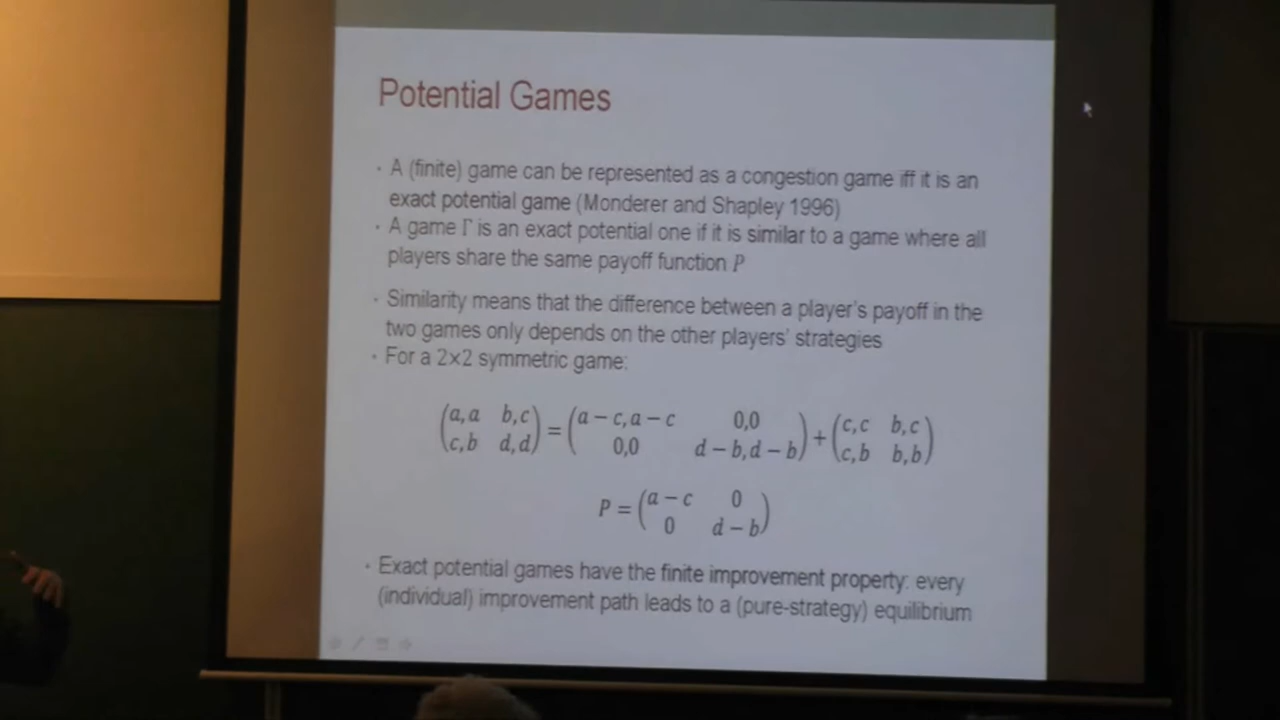 Potential Games
• A (finite) game can be represented as a congestion game iff it is an
exact potential game (Monderer and Shapley 1996)
• A game Γ is an exact potential one if it is similar to a game where all
players share the same payoff function P
• Similarity means that the difference between a player's payoff in the
two games only depends on the other players' strategies
• For a 2×2 symmetric game:
(a,a b,c) = (a − c,a − c 0,0) + (c,c b,c)
(c,b d,d) (0,0 d − b,d − b) (c,b b,b)
P = (a − c 0)
(0 d − b)
• Exact potential games have the finite improvement property: every
(individual) improvement path leads to a (pure-strategy) equilibrium